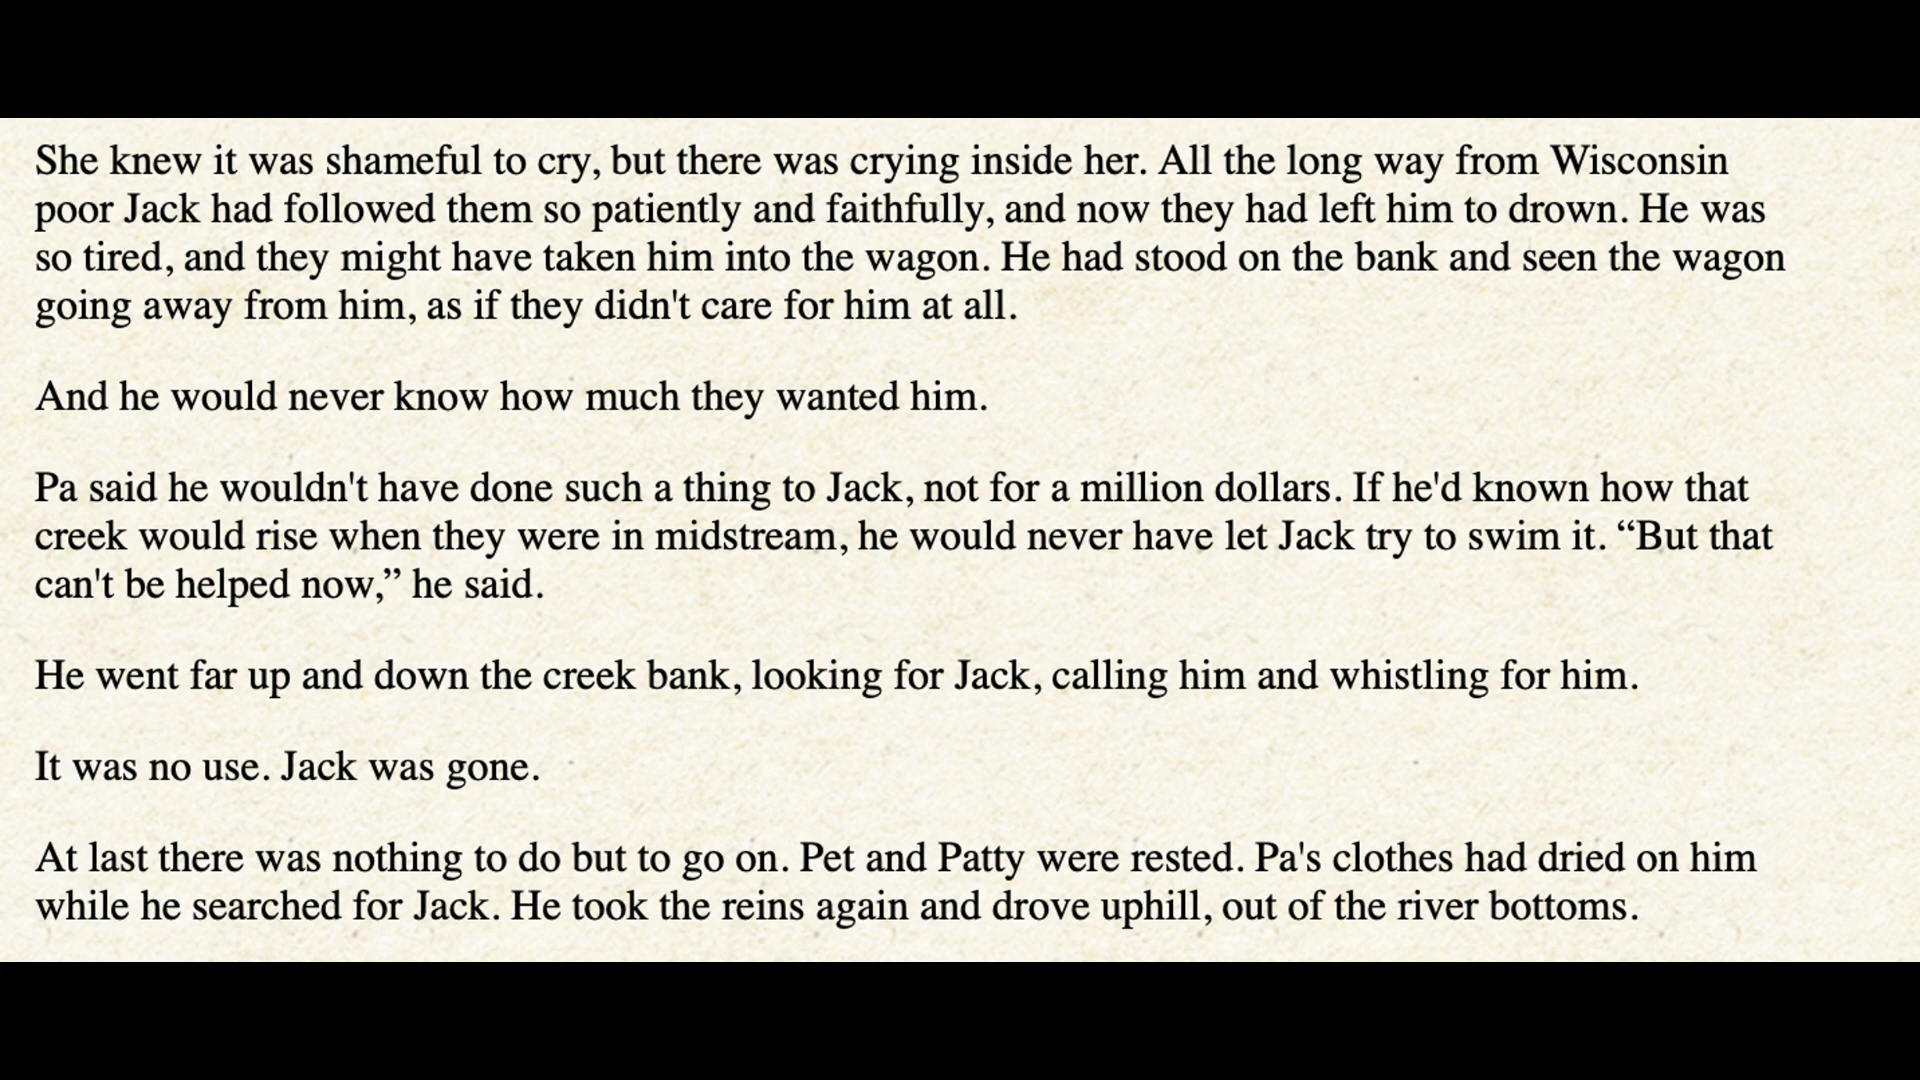 She knew it was shameful to cry, but there was crying inside her. All the long way from Wisconsin
poor Jack had followed them so patiently and faithfully, and now they had left him to drown. He was
so tired, and they might have taken him into the wagon. He had stood on the bank and seen the wagon
going away from him, as if they didn't care for him at all.
And he would never know how much they wanted him.
Pa said he wouldn't have done such a thing to Jack, not for a million dollars. If he'd known how that
creek would rise when they were in midstream, he would never have let Jack try to swim it. “But that
can't be helped now,” he said.
He went far up and down the creek bank, looking for Jack, calling him and whistling for him.
It was no use. Jack was gone.
At last there was nothing to do but to go on. Pet and Patty were rested. Pa's clothes had dried on him
while he searched for Jack. He took the reins again and drove uphill, out of the river bottoms.